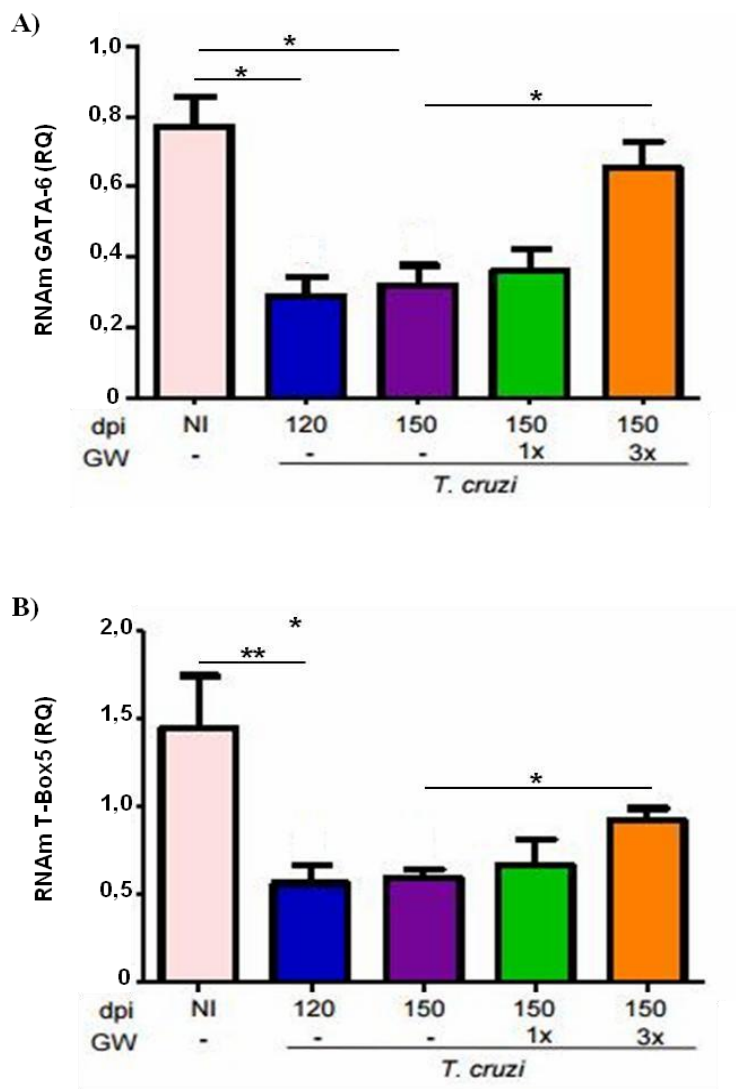 A)
*
*
*
1,0
0.8
0.6
0.4
0,2
0
RNAm GATA-6 (RQ)
dpi NI 120 150 150 150
GW - - - 1x 3x
T. cruzi
B)
*
**
*
2,0
1,5
1,0
0,5
0
RNAm T-Box5 (RQ)
dpi NI 120 150 150 150
GW - - - 1x 3x
T. cruzi